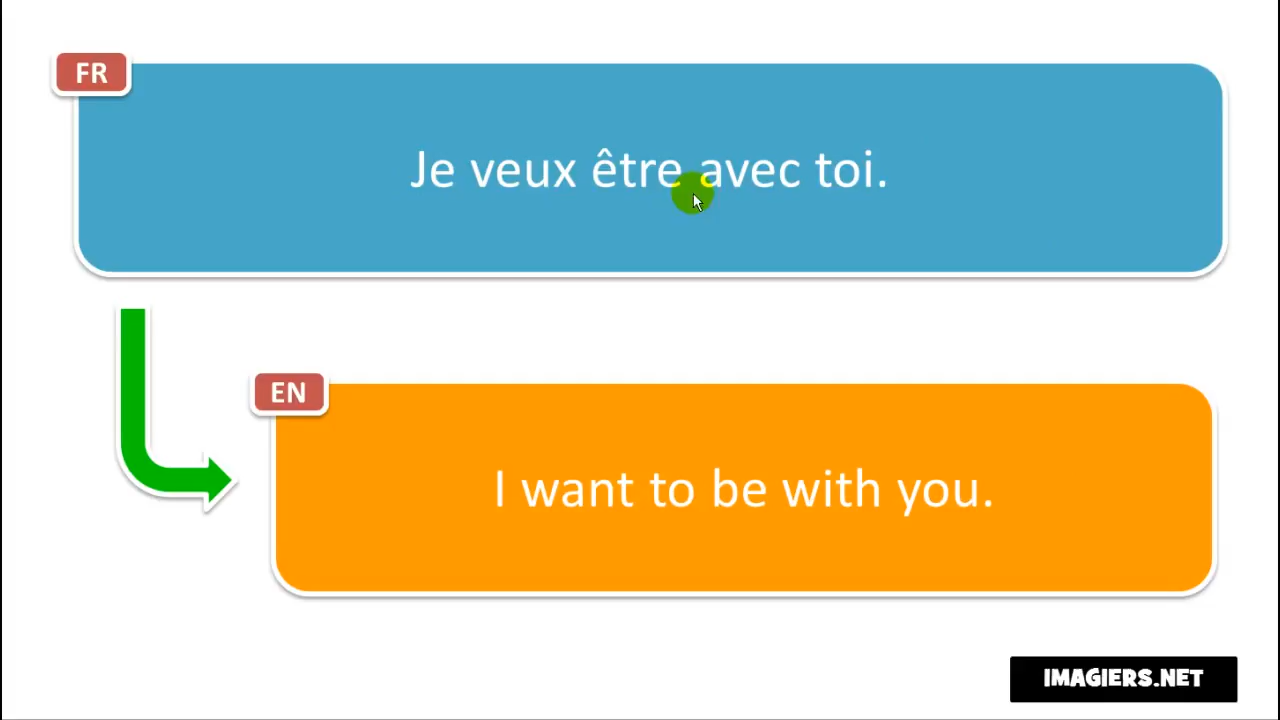 FR
Je veux être avec toi.
EN
I want to be with you.
IMAGIERS.NET